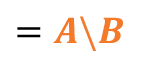 = A\B